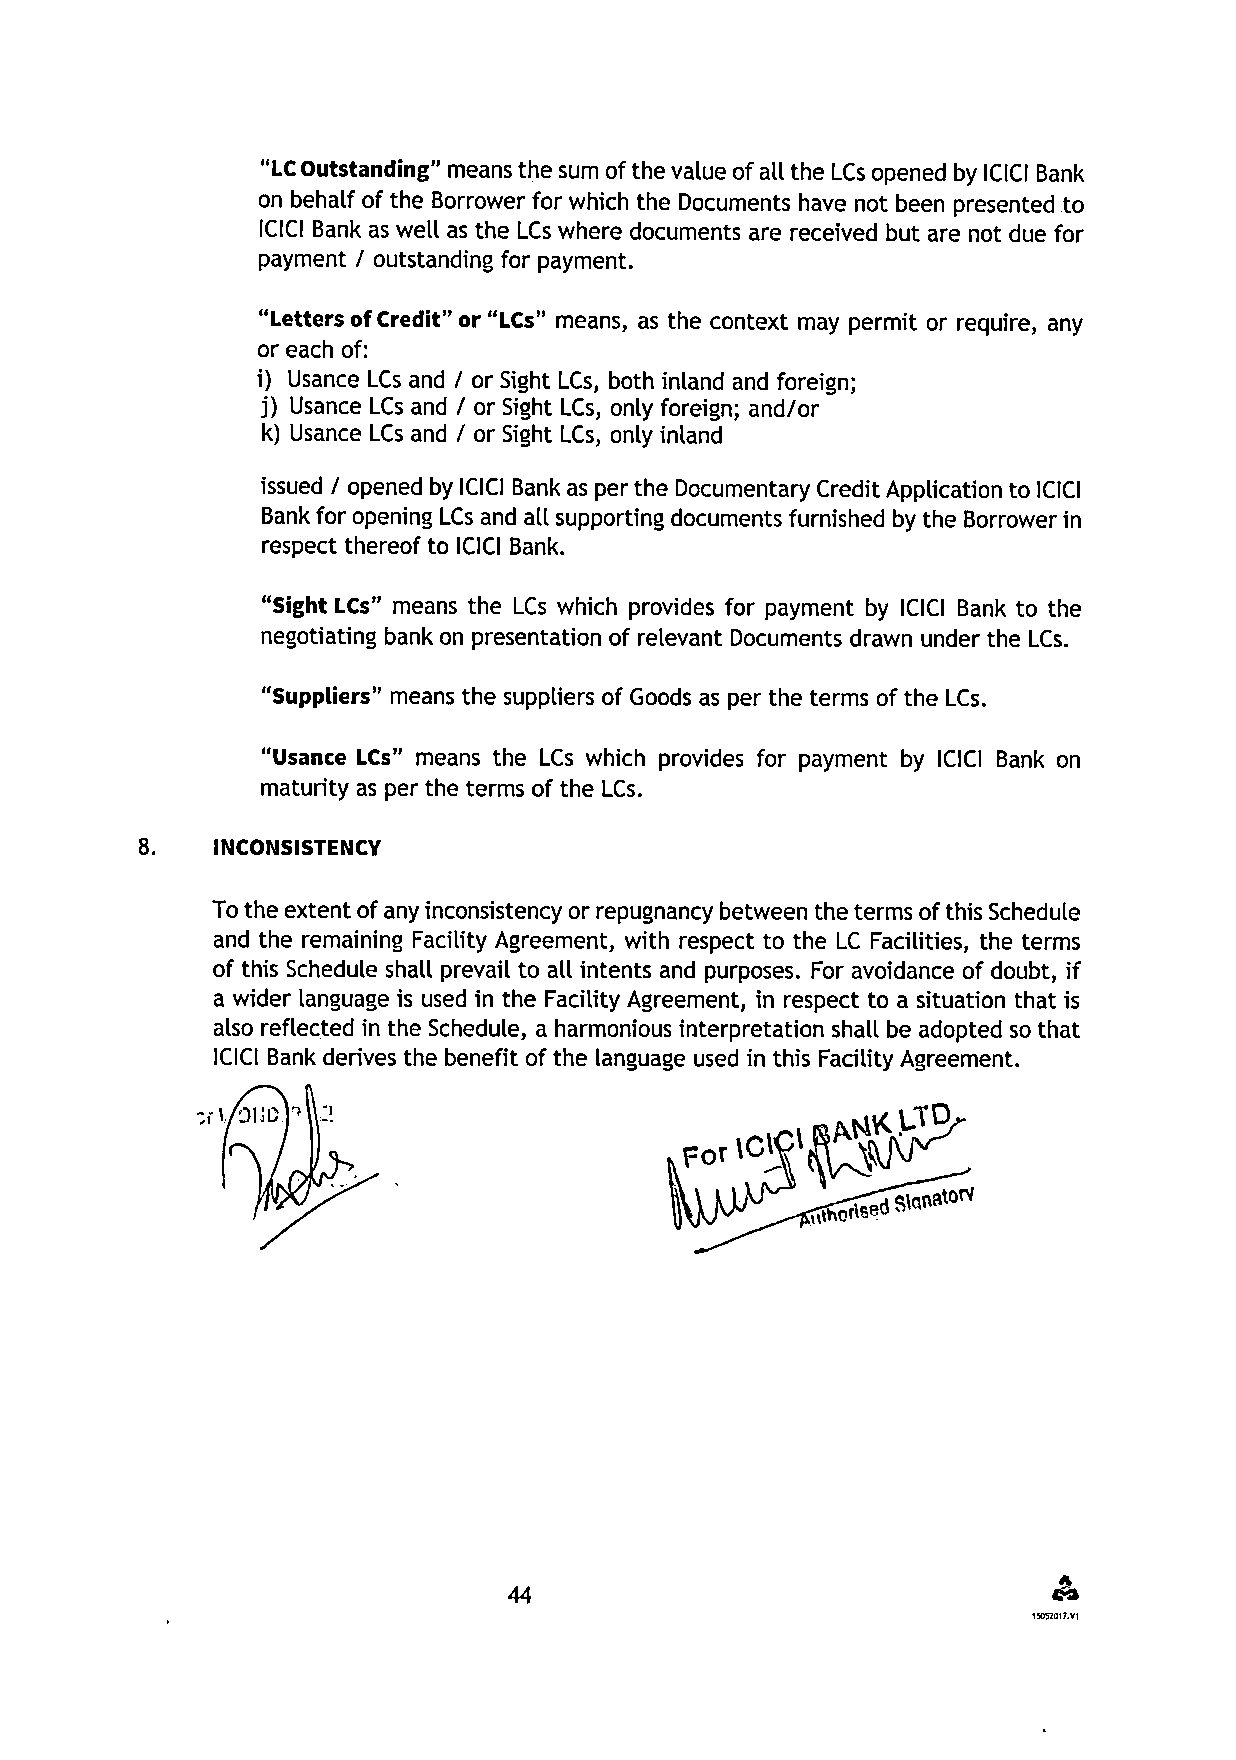 “LC Outstanding” means the sum of the value of all the LCs opened by ICICI Bank
on behalf of the Borrower for which the Documents have not been presented to
ICICI Bank as well as the LCs where documents are received but are not due for
payment / outstanding for payment.
“Letters of Credit” or “LCs” means, as the context may permit or require, any
or each of:
i) Usance LCs and / or Sight LCs, both inland and foreign;
j) Usance LCs and / or Sight LCs, only foreign; and/or
k) Usance LCs and / or Sight LCs, only inland
issued / opened by ICICI Bank as per the Documentary Credit Application to ICICI
Bank for opening LCs and all supporting documents furnished by the Borrower in
respect thereof to ICICI Bank.
“Sight LCs” means the LCs which provides for payment by ICICI Bank to the
negotiating bank on presentation of relevant Documents drawn under the LCs.
“Suppliers” means the suppliers of Goods as per the terms of the LCs.
“Usance LCs” means the LCs which provides for payment by ICICI Bank on
maturity as per the terms of the LCs.
8. INCONSISTENCY
To the extent of any inconsistency or repugnancy between the terms of this Schedule
and the remaining Facility Agreement, with respect to the LC Facilities, the terms
of this Schedule shall prevail to all intents and purposes. For avoidance of doubt, if
a wider language is used in the Facility Agreement, in respect to a situation that is
also reflected in the Schedule, a harmonious interpretation shall be adopted so that
ICICI Bank derives the benefit of the language used in this Facility Agreement.
For ICICI BANK LTD.
Authorised Signatory
44
15052017.V1